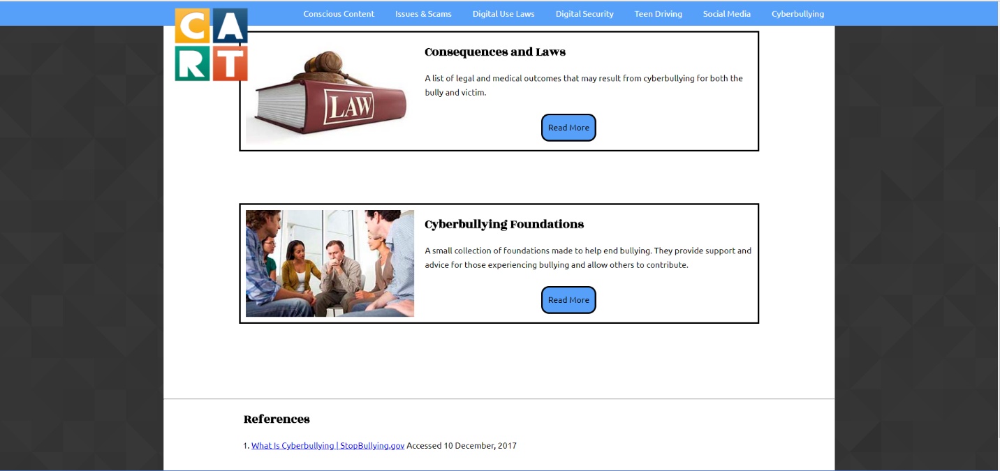 CA
RT
Conscious Content Issues & Scams Digital Use Laws Digital Security Teen Driving Social Media Cyberbullying
LAW
Consequences and Laws
A list of legal and medical outcomes that may result from cyberbullying for both the
bully and victim.
Read More
Cyberbullying Foundations
A small collection of foundations made to help end bullying. They provide support and
advice for those experiencing bullying and allow others to contribute.
Read More
References
1. What Is Cyberbullying | StopBullying.gov Accessed 10 December, 2017